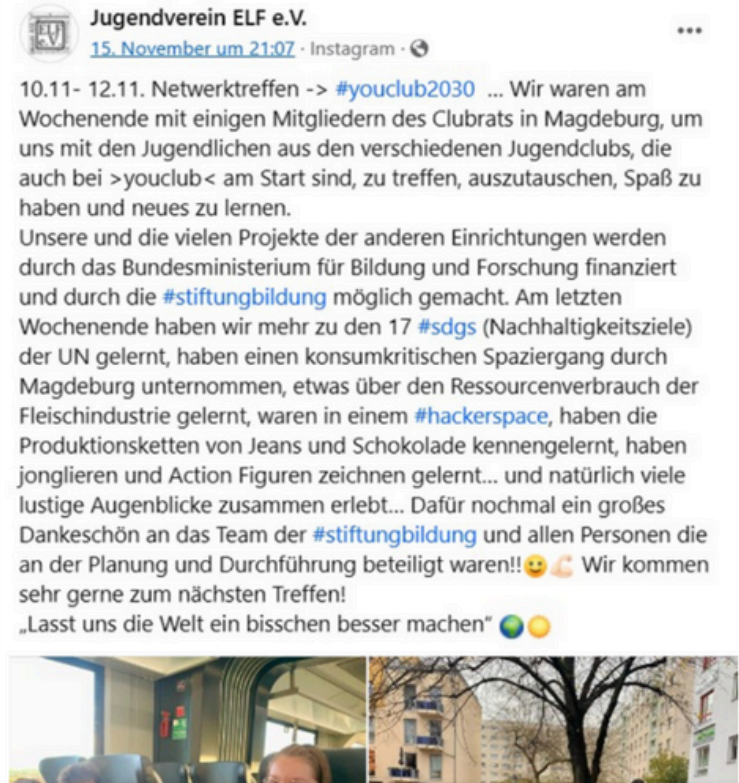 Jugendverein ELF e.V.
15. November um 21:07 · Instagram ·
10.11- 12.11. Netwerktreffen -> #youclub2030 ... Wir waren am
Wochenende mit einigen Mitgliedern des Clubrats in Magdeburg, um
uns mit den Jugendlichen aus den verschiedenen Jugendclubs, die
auch bei >youclub< am Start sind, zu treffen, auszutauschen, Spaß zu
haben und neues zu lernen.
Unsere und die vielen Projekte der anderen Einrichtungen werden
durch das Bundesministerium für Bildung und Forschung finanziert
und durch die #stiftungbildung möglich gemacht. Am letzten
Wochenende haben wir mehr zu den 17 #sdgs (Nachhaltigkeitsziele)
der UN gelernt, haben einen konsumkritischen Spaziergang durch
Magdeburg unternommen, etwas über den Ressourcenverbrauch der
Fleischindustrie gelernt, waren in einem #hackerspace, haben die
Produktionsketten von Jeans und Schokolade kennengelernt, haben
jonglieren und Action Figuren zeichnen gelernt... und natürlich viele
lustige Augenblicke zusammen erlebt... Dafür nochmal ein großes
Dankeschön an das Team der #stiftungbildung und allen Personen die
an der Planung und Durchführung beteiligt waren!!😀💪 Wir kommen
sehr gerne zum nächsten Treffen!
„Lasst uns die Welt ein bisschen besser machen" 🌍🌞